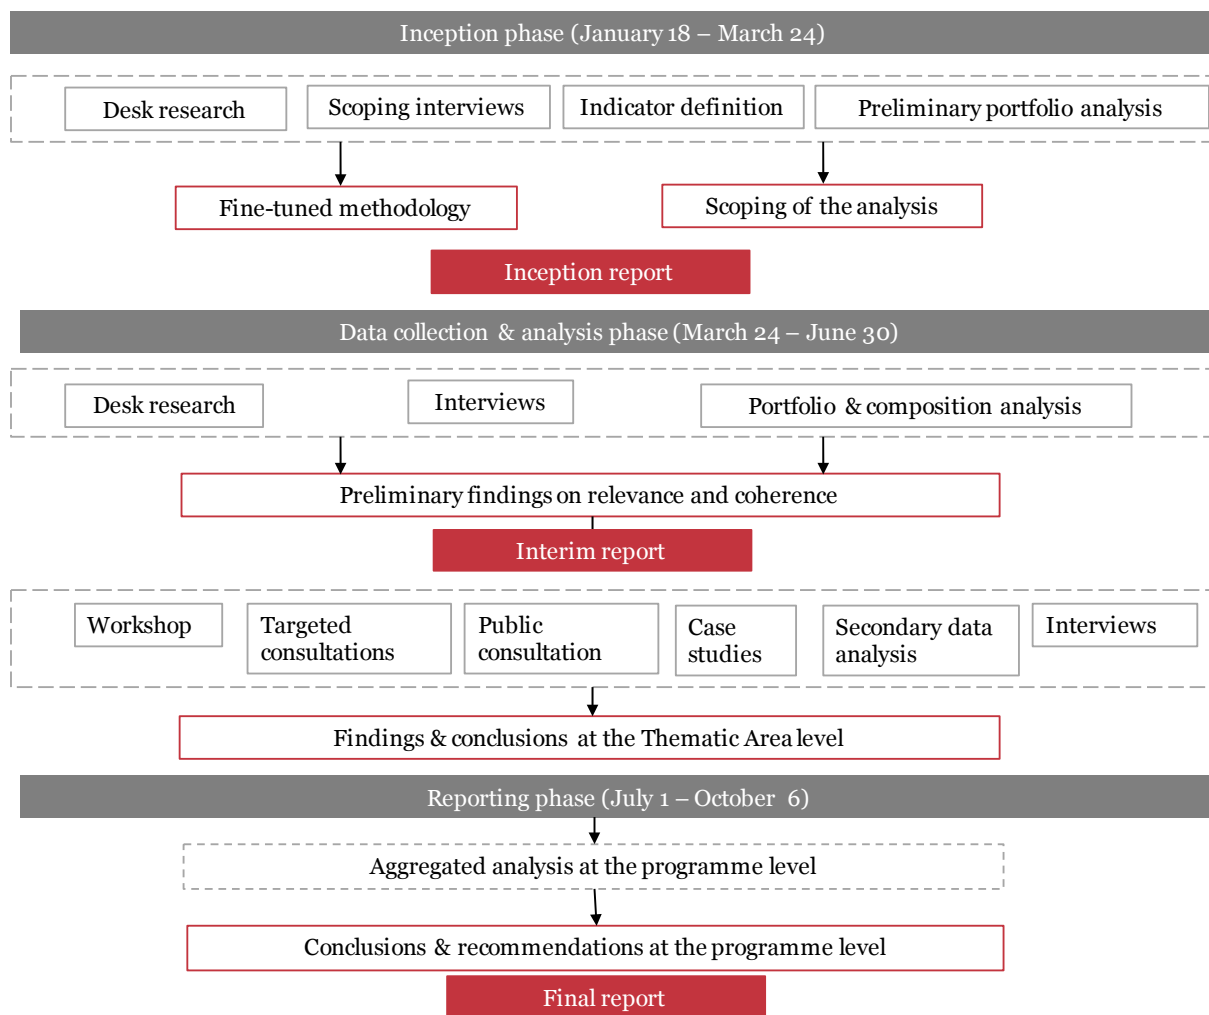 Inception phase (January 18 – March 24)
Desk research
Scoping interviews
Indicator definition
Preliminary portfolio analysis
Fine-tuned methodology
Scoping of the analysis
Inception report
Data collection & analysis phase (March 24 – June 30)
Desk research
Interviews
Portfolio & composition analysis
Preliminary findings on relevance and coherence
Interim report
Workshop
Targeted
consultations
Public
consultation
Case
studies
Secondary data
analysis
Interviews
Findings & conclusions at the Thematic Area level
Reporting phase (July 1 – October 6)
Aggregated analysis at the programme level
Conclusions & recommendations at the programme level
Final report